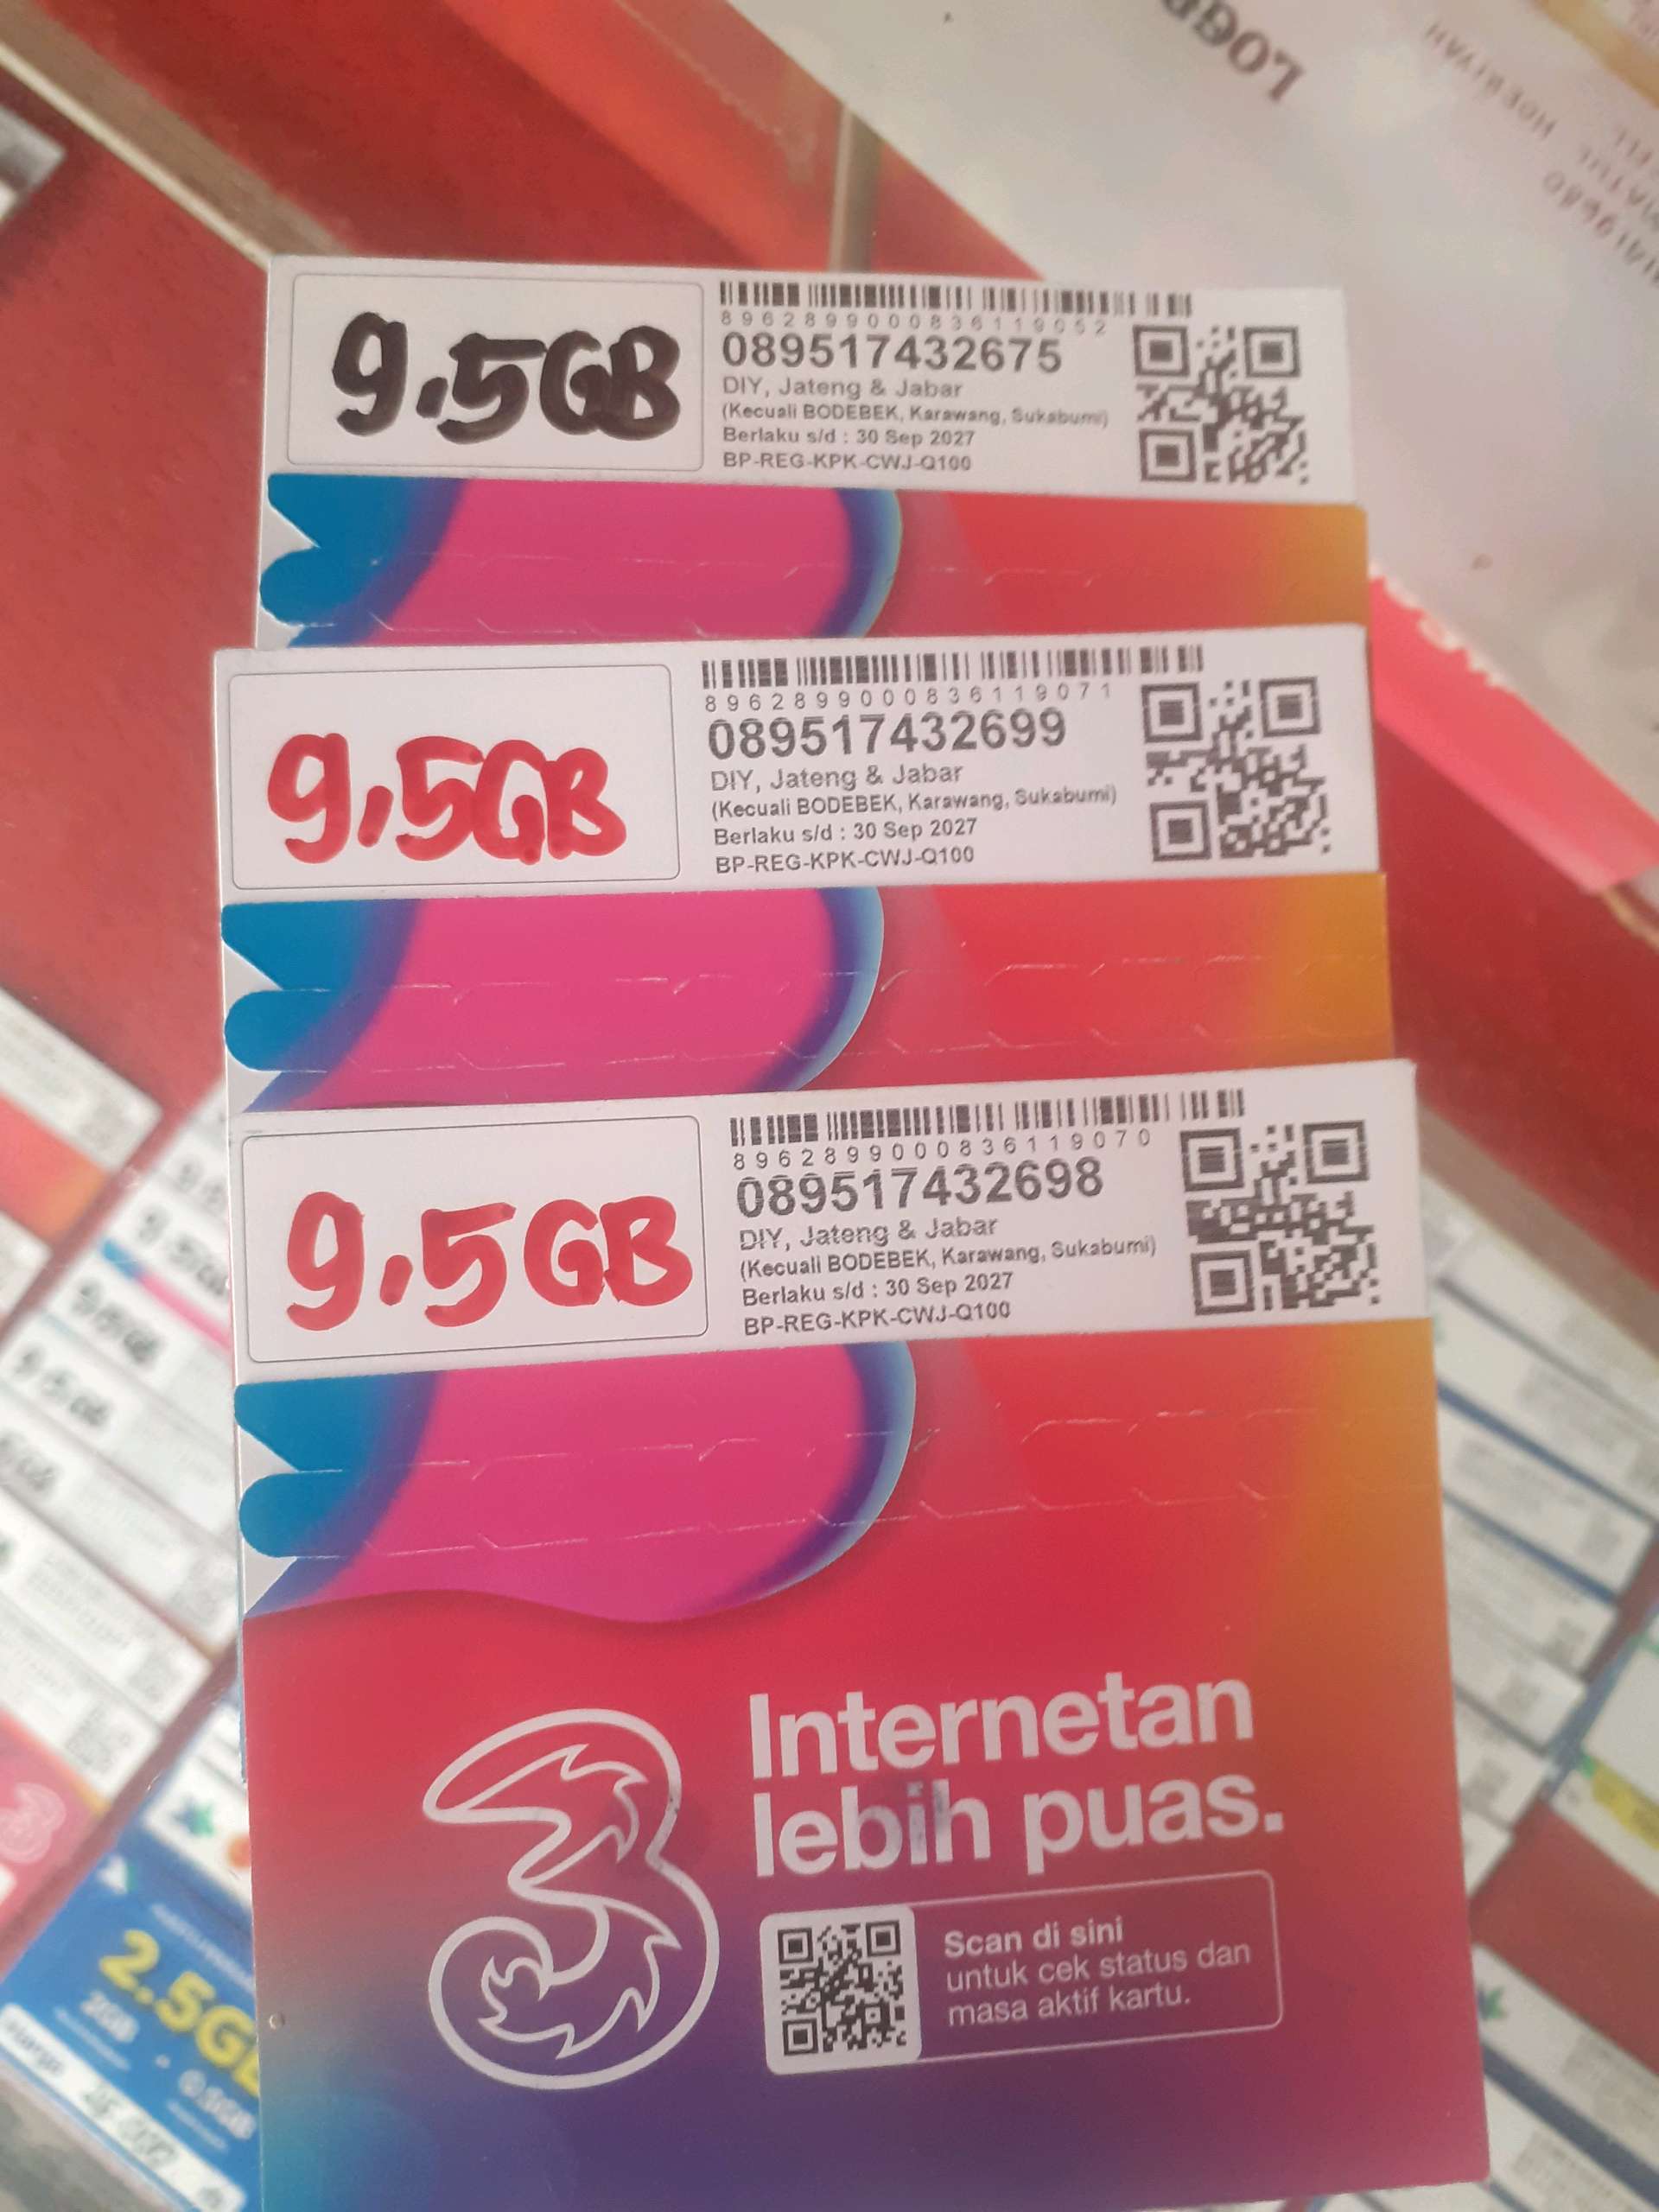 LOGR
9.5GB
8962899000836119052
089517432675
DIY, Jateng & Jabar
(Kecuali BODEBEK, Karawang, Sukabumi)
Berlaku s/d : 30 Sep 2027
BP-REG-KPK-CWJ-Q100
9,5GB
8962899000836119071
089517432699
DIY, Jateng & Jabar
(Kecuali BODEBEK, Karawang, Sukabumi)
Berlaku s/d : 30 Sep 2027
BP-REG-KPK-CWJ-Q100
9.5GB
8962899000836119070
089517432698
DIY, Jateng & Jabar
(Kecuali BODEBEK, Karawang, Sukabumi)
Berlaku s/d : 30 Sep 2027
BP-REG-KPK-CWJ-Q100
3
Internetan
lebih puas.
Scan di sini
untuk cek status dan
masa aktif kartu.
2.5GB